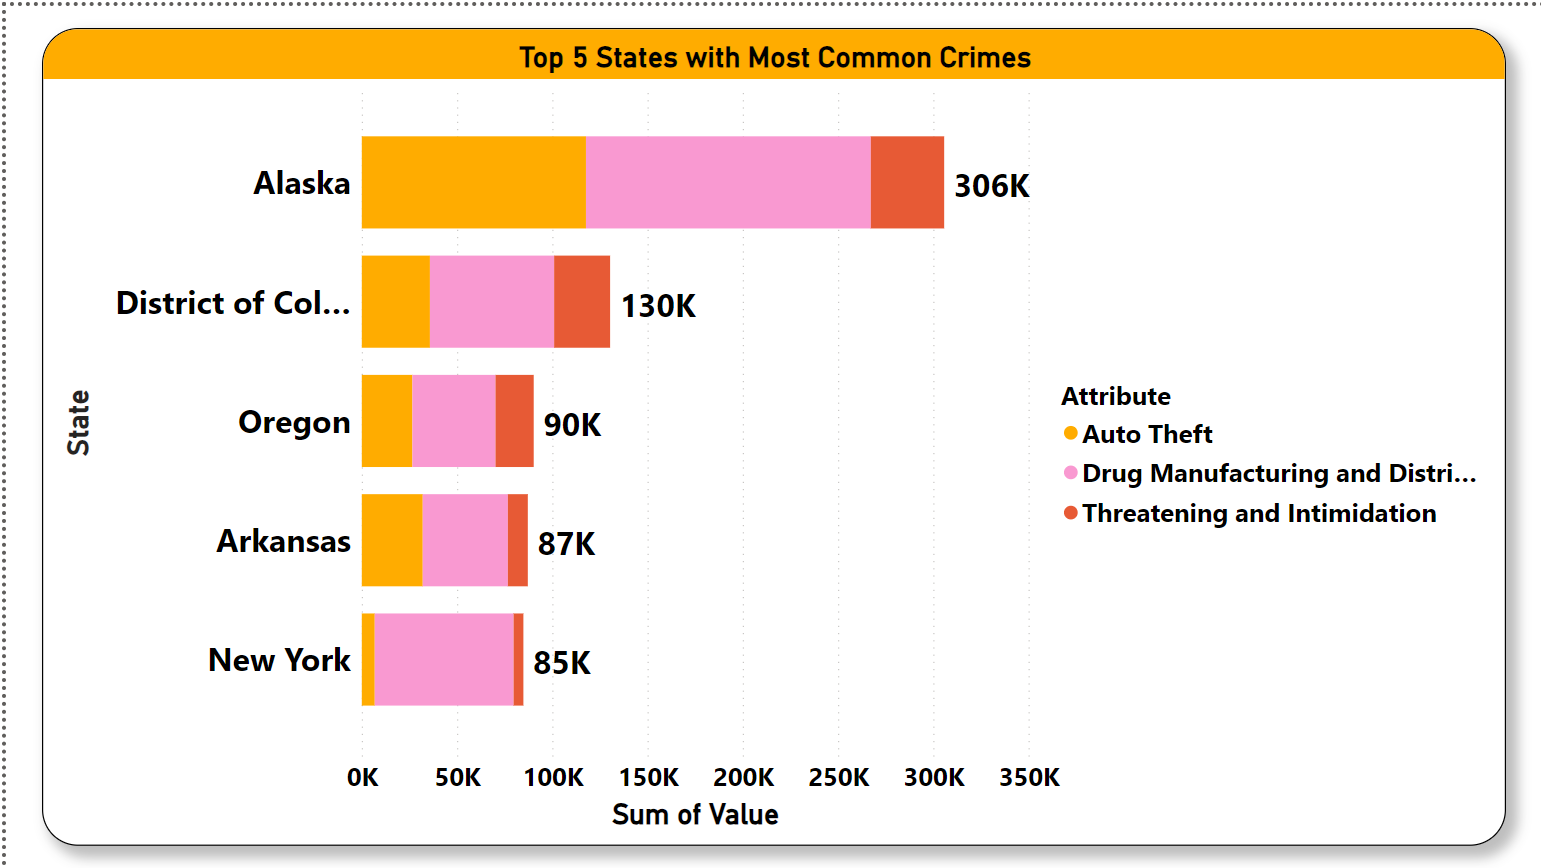 Top 5 States with Most Common Crimes
Alaska
306K
District of Col...
130K
State
Oregon
90K
Arkansas
87K
New York
85K
0K 50K 100K 150K 200K 250K 300K 350K
Sum of Value
Attribute
Auto Theft
Drug Manufacturing and Distri...
Threatening and Intimidation